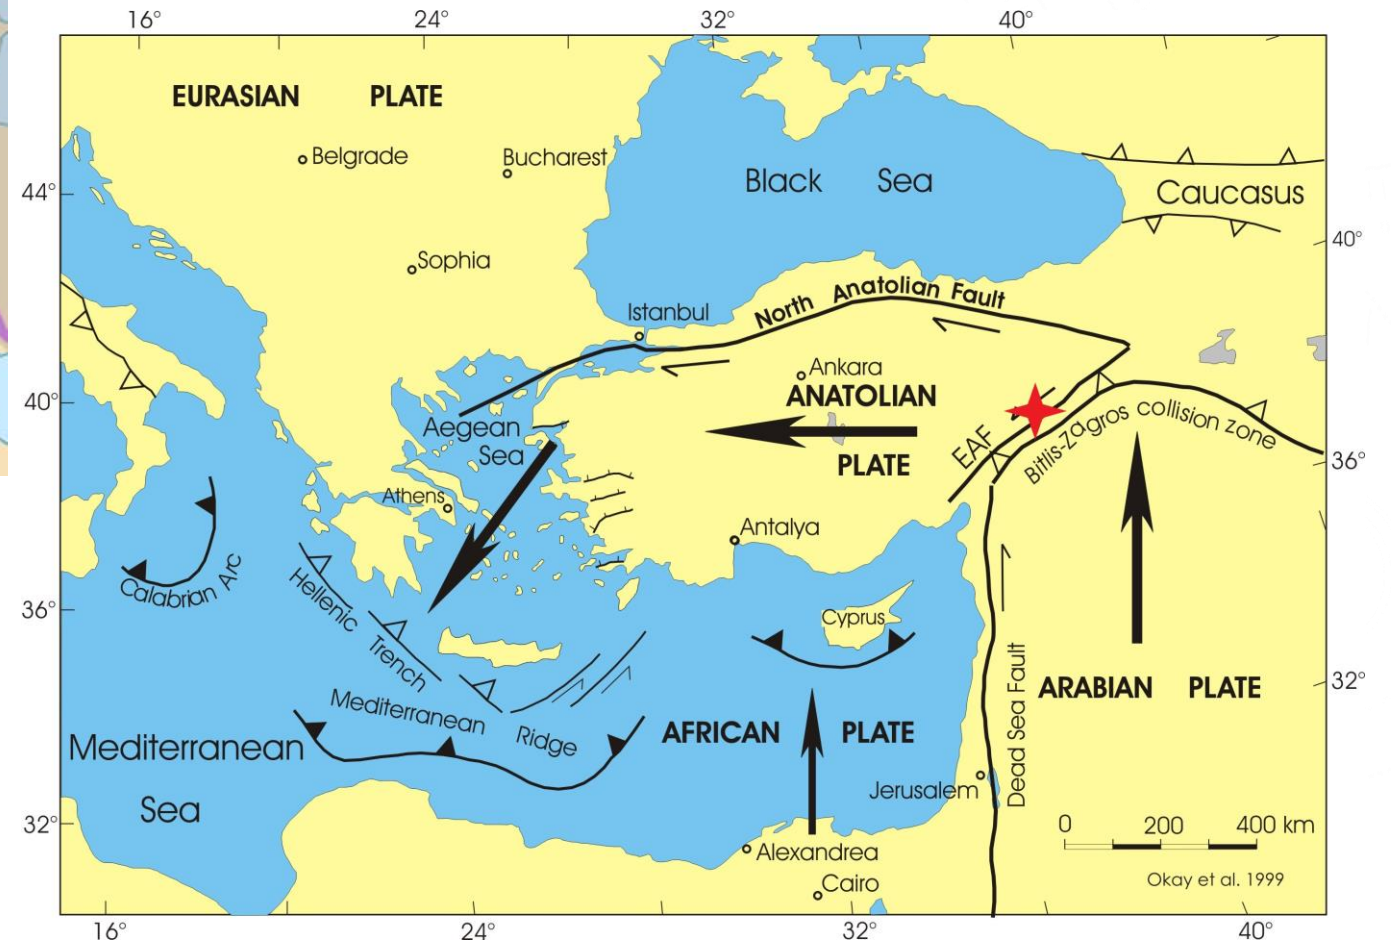 16° 24° 32° 40°
EURASIAN PLATE
Belgrade
Bucharest
Black Sea
Caucasus
44°
40°
Sophia
Istanbul
North Anatolian Fault
Ankara
ANATOLIAN
PLATE
40°
Aegean
Sea
EAF
Bitlis-Zagros collision zone
36°
Athens
Antalya
Calabrian Arc
Hellenic Trench
36°
Cyprus
Mediterranean Ridge
Dead Sea Fault
ARABIAN PLATE
32°
AFRICAN PLATE
Mediterranean
Sea
Jerusalem
32°
0 200 400 km
Alexandrea
Cairo
Okay et al. 1999
16° 24° 32° 40°